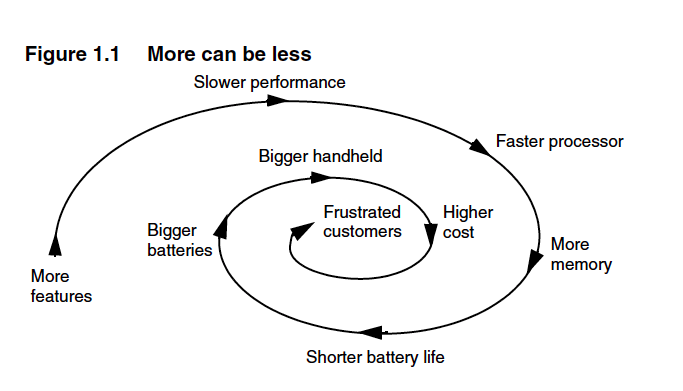 Figure 1.1 More can be less
Slower performance
Faster processor
Bigger handheld
Frustrated
customers
Higher
cost
Bigger
batteries
More
memory
More
features
Shorter battery life